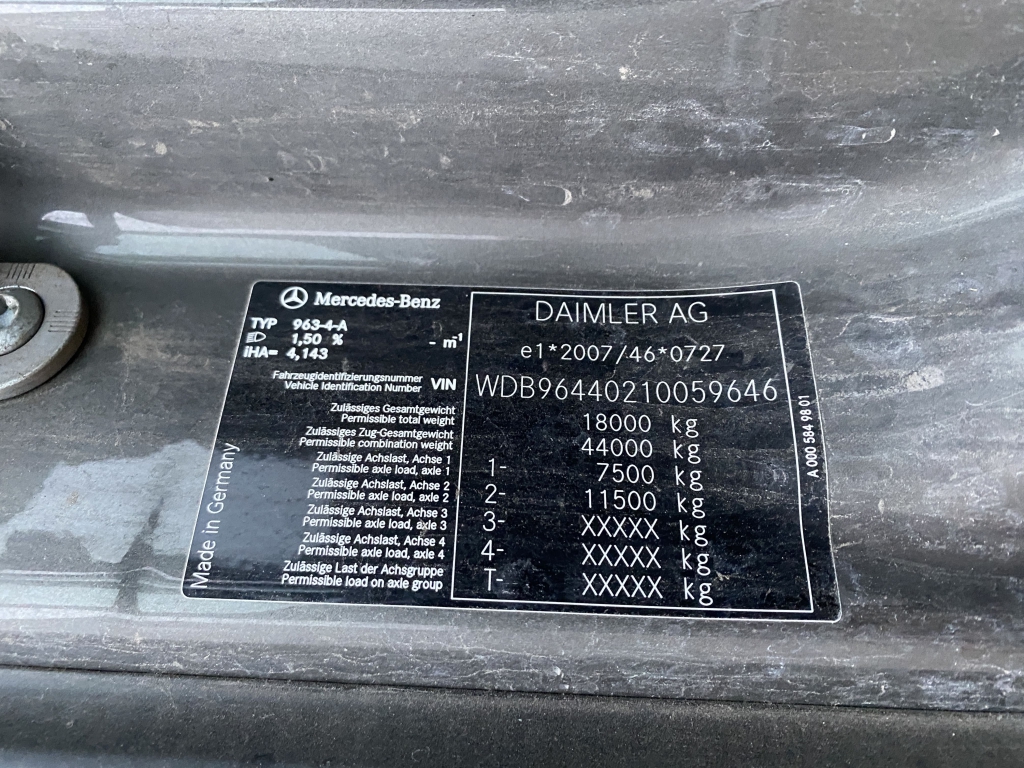 Mercedes-Benz
TYP 963-4-A
1,50 % - m⁻¹
iHA= 4,143
Fahrzeugidentifizierungsnummer
Vehicle Identification Number VIN
Zulässiges Gesamtgewicht
Permissible total weight
Zulässiges Zug-Gesamtgewicht
Permissible combination weight
Zulässige Achslast, Achse 1
Permissible axle load, axle 1
Zulässige Achslast, Achse 2
Permissible axle load, axle 2
Zulässige Achslast, Achse 3
Permissible axle load, axle 3
Zulässige Achslast, Achse 4
Permissible axle load, axle 4
Zulässige Last der Achsgruppe
Permissible load on axle group
Made in Germany
DAIMLER AG
e1*2007/46*0727
WDB96440210059646
18000 kg
44000 kg
1- 7500 kg
2- 11500 kg
3- XXXXX kg
4- XXXXX kg
T- XXXXX kg
A 000 584 98 01